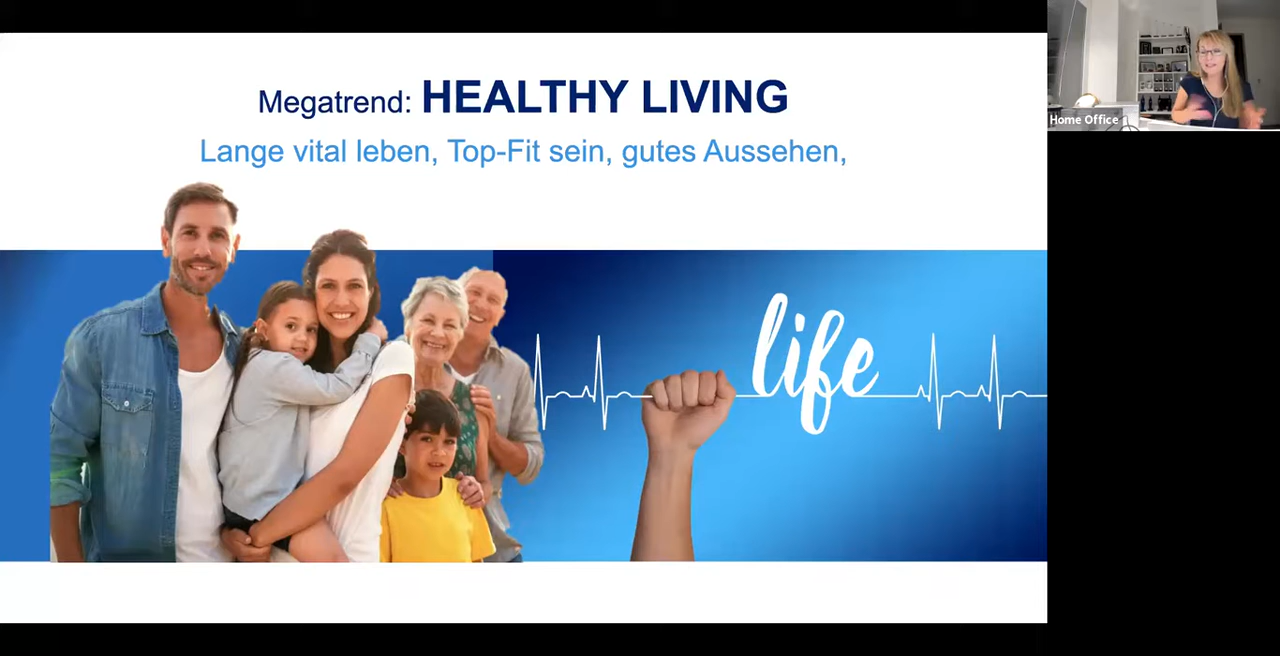 Megatrend: HEALTHY LIVING
Lange vital leben, Top-Fit sein, gutes Aussehen,
life
Home Office